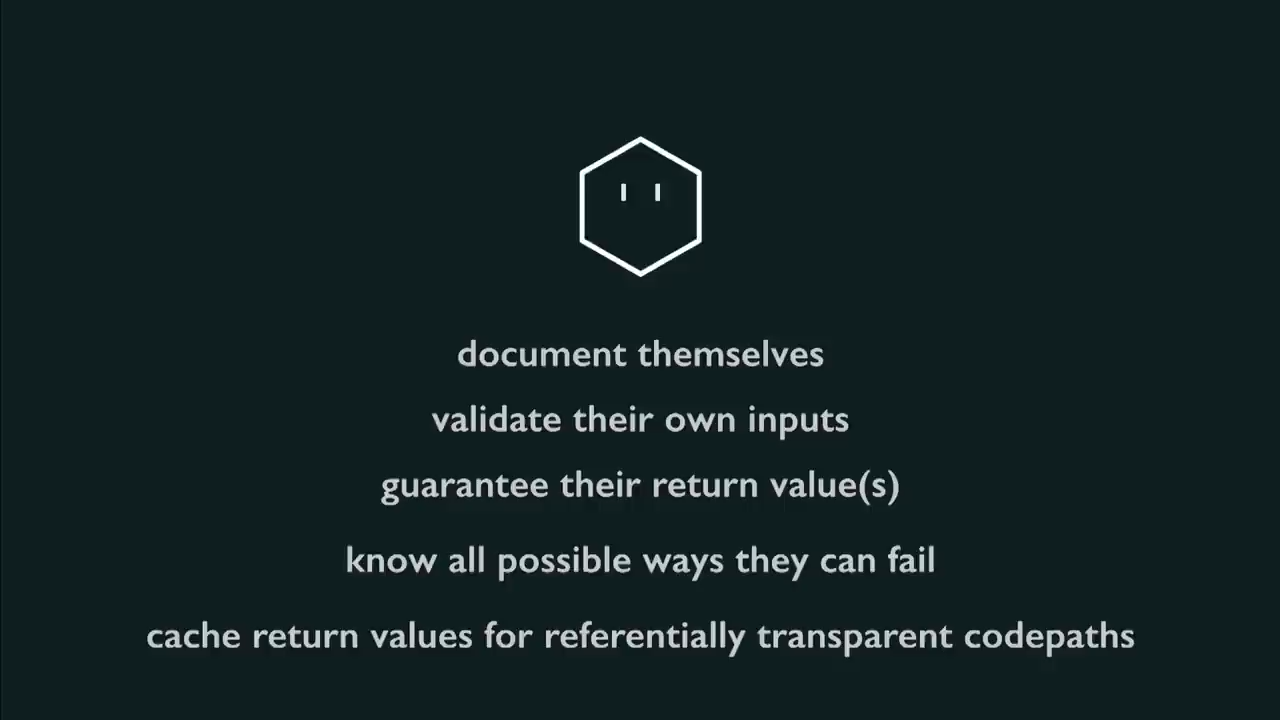 document themselves
validate their own inputs
guarantee their return value(s)
know all possible ways they can fail
cache return values for referentially transparent codepaths